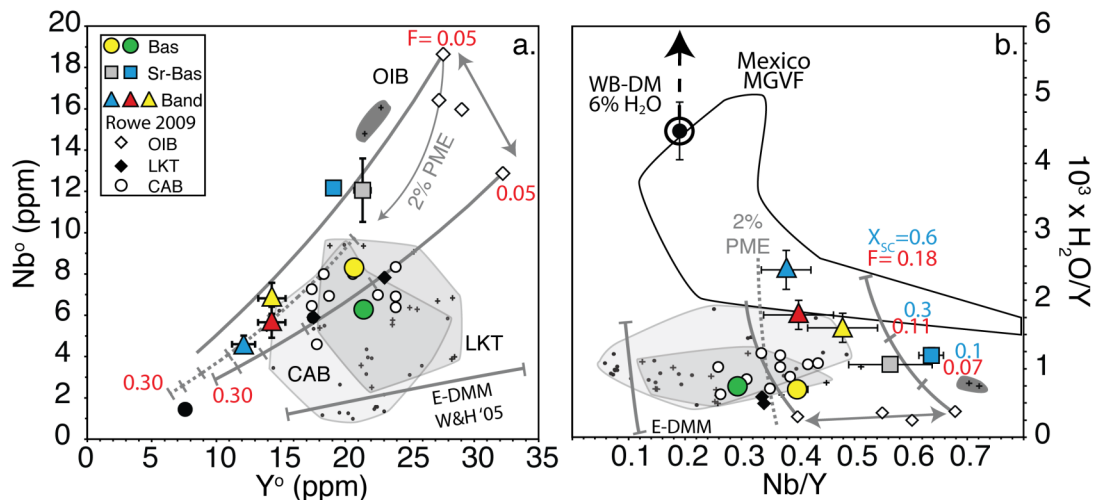 20
18
16
14
12
10
8
6
4
2
0
Nbº (ppm)
0
5
10
15
20
25
30
35
Yº (ppm)
a.
Bas
Sr-Bas
Band
Rowe 2009
OIB
LKT
CAB
F= 0.05
OIB
2% PME
0.05
LKT
CAB
0.30
0.30
E-DMM
W&H '05
b.
Mexico
MGVF
WB-DM
6% H₂O
2%
PME
X_SC=0.6
F= 0.18
0.3
0.11
0.1
0.07
E-DMM
0.1
0.2
0.3
0.4
0.5
0.6
0.7
Nb/Y
6
5
4
3
2
1
0
10³ x H₂O/Y